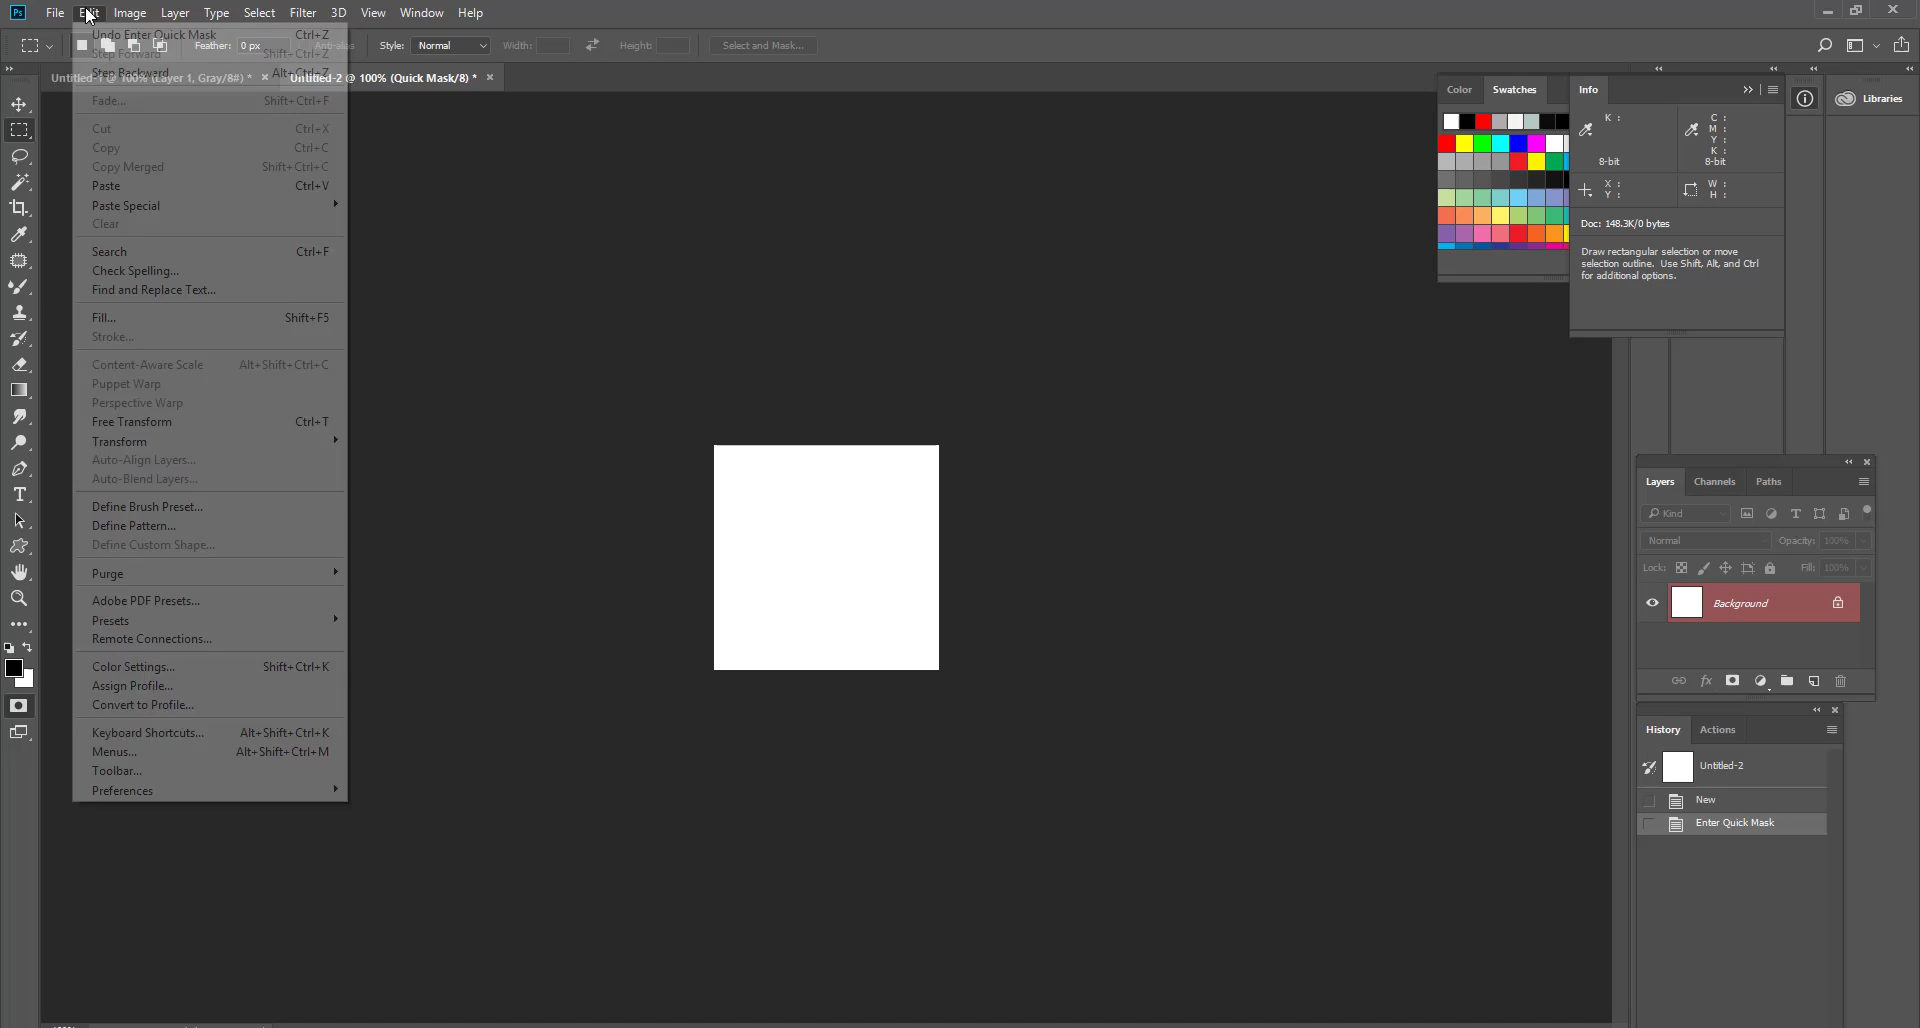 Ps File Edit Image Layer Type Select Filter 3D View Window Help
Feather: 0 px Anti-alias Style: Normal Width: Height: Select and Mask...
Untitled-1 @ 100% (Layer 1, Gray/8#) * × Untitled-2 @ 100% (Quick Mask/8) * ×
Undo Enter Quick Mask Ctrl+Z
Step Forward Shift+Ctrl+Z
Step Backward Alt+Ctrl+Z
Fade... Shift+Ctrl+F
Cut Ctrl+X
Copy Ctrl+C
Copy Merged Shift+Ctrl+C
Paste Ctrl+V
Paste Special
Clear
Search Ctrl+F
Check Spelling...
Find and Replace Text...
Fill... Shift+F5
Stroke...
Content-Aware Scale Alt+Shift+Ctrl+C
Puppet Warp
Perspective Warp
Free Transform Ctrl+T
Transform
Auto-Align Layers...
Auto-Blend Layers...
Define Brush Preset...
Define Pattern...
Define Custom Shape...
Purge
Adobe PDF Presets...
Presets
Remote Connections...
Color Settings... Shift+Ctrl+K
Assign Profile...
Convert to Profile...
Keyboard Shortcuts... Alt+Shift+Ctrl+K
Menus... Alt+Shift+Ctrl+M
Toolbar...
Preferences
Color Swatches
Info
K :
8-bit
C :
M :
Y :
K :
8-bit
X :
Y :
W :
H :
Doc: 148.3K/0 bytes
Draw rectangular selection or move
selection outline. Use Shift, Alt, and Ctrl
for additional options.
Libraries
Layers Channels Paths
Kind
Normal Opacity: 100%
Lock: Fill: 100%
Background
fx
History Actions
Untitled-2
New
Enter Quick Mask